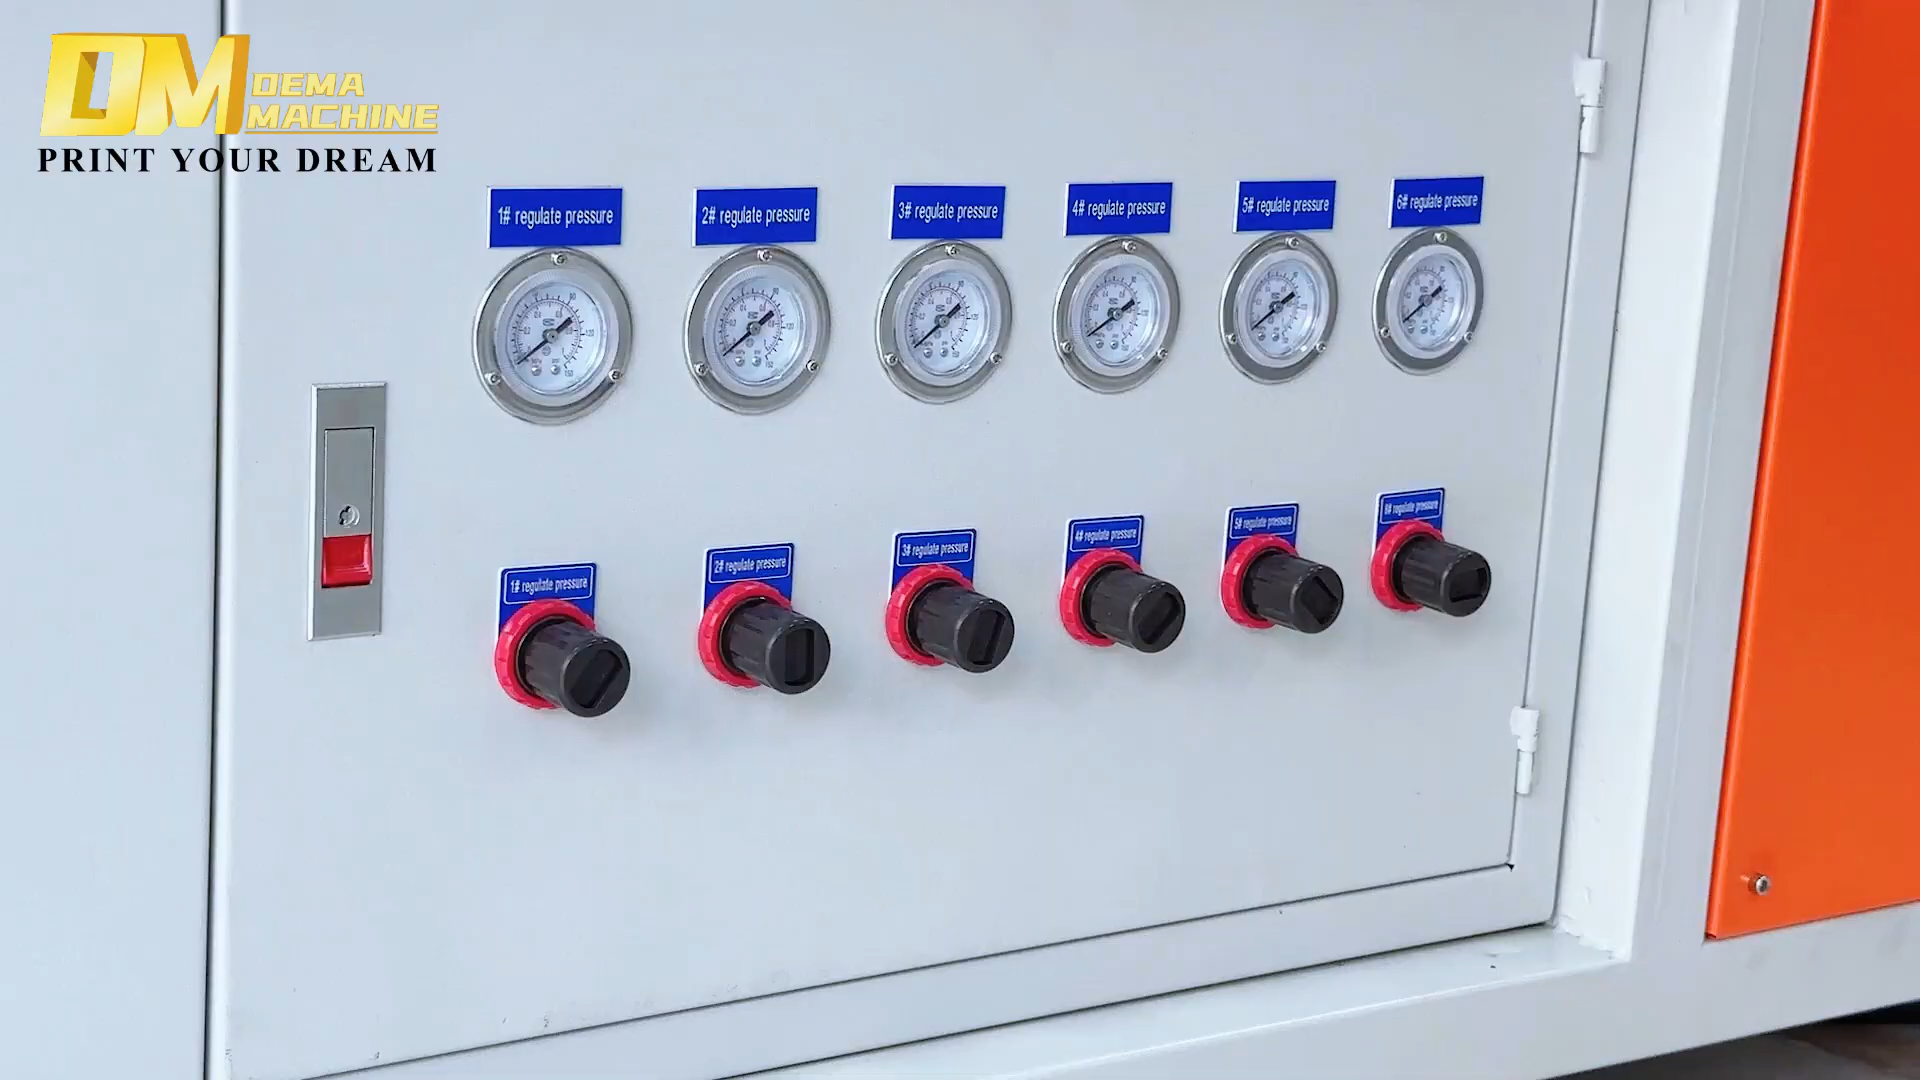 DM DEMA
MACHINE
PRINT YOUR DREAM
1# regulate pressure
2# regulate pressure
3# regulate pressure
4# regulate pressure
5# regulate pressure
6# regulate pressure
1# regulate pressure
2# regulate pressure
3# regulate pressure
4# regulate pressure
5# regulate pressure
6# regulate pressure